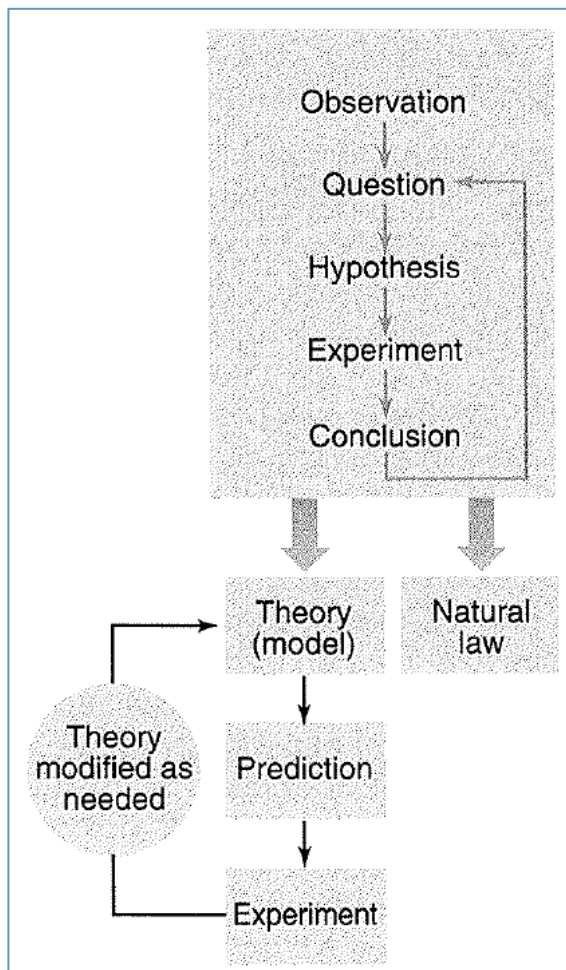 Observation
Question
Hypothesis
Experiment
Conclusion
Theory
(model)
Natural
law
Theory
modified as
needed
Prediction
Experiment